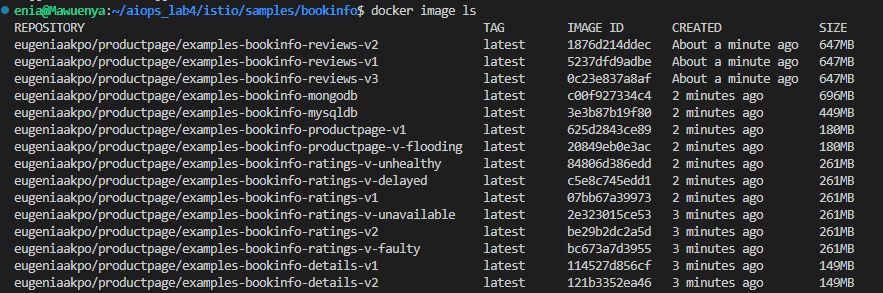 enia@Mawuenya:~/aiops_lab4/istio/samples/bookinfo$ docker image ls
REPOSITORY TAG IMAGE ID CREATED SIZE
eugeniaakpo/productpage/examples-bookinfo-reviews-v2 latest 1876d214ddec About a minute ago 647MB
eugeniaakpo/productpage/examples-bookinfo-reviews-v1 latest 5237dfd9adbe About a minute ago 647MB
eugeniaakpo/productpage/examples-bookinfo-reviews-v3 latest 0c23e837a8af About a minute ago 647MB
eugeniaakpo/productpage/examples-bookinfo-mongodb latest c00f927334c4 2 minutes ago 696MB
eugeniaakpo/productpage/examples-bookinfo-mysqldb latest 3e3b87b19f80 2 minutes ago 449MB
eugeniaakpo/productpage/examples-bookinfo-productpage-v1 latest 625d2843ce89 2 minutes ago 180MB
eugeniaakpo/productpage/examples-bookinfo-productpage-v-flooding latest 20849eb0e3ac 2 minutes ago 180MB
eugeniaakpo/productpage/examples-bookinfo-ratings-v-unhealthy latest 84806d386edd 2 minutes ago 261MB
eugeniaakpo/productpage/examples-bookinfo-ratings-v-delayed latest c5e8c745edd1 2 minutes ago 261MB
eugeniaakpo/productpage/examples-bookinfo-ratings-v1 latest 07bb67a39973 2 minutes ago 261MB
eugeniaakpo/productpage/examples-bookinfo-ratings-v-unavailable latest 2e323015ce53 3 minutes ago 261MB
eugeniaakpo/productpage/examples-bookinfo-ratings-v2 latest be29b2dc2a5d 3 minutes ago 261MB
eugeniaakpo/productpage/examples-bookinfo-ratings-v-faulty latest bc673a7d3955 3 minutes ago 261MB
eugeniaakpo/productpage/examples-bookinfo-details-v1 latest 114527d856cf 3 minutes ago 149MB
eugeniaakpo/productpage/examples-bookinfo-details-v2 latest 121b3352ea46 3 minutes ago 149MB